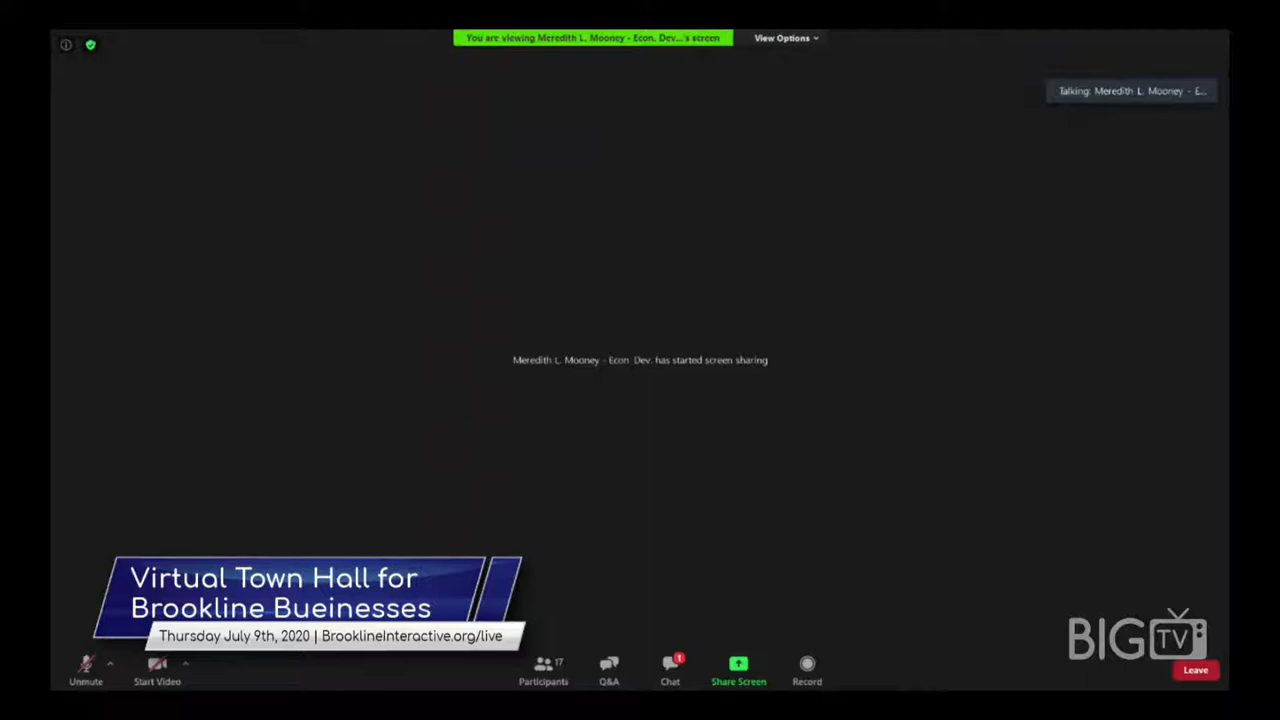 You are viewing Meredith L. Mooney - Econ. Dev...'s screen
View Options
Talking: Meredith L. Mooney - E...
Meredith L. Mooney - Econ Dev. has started screen sharing
Virtual Town Hall for
Brookline Bueinesses
Thursday July 9th, 2020 | BrooklineInteractive.org/live
BIG TV
Unmute
Start Video
17
Participants
Q&A
1
Chat
Share Screen
Record
Leave